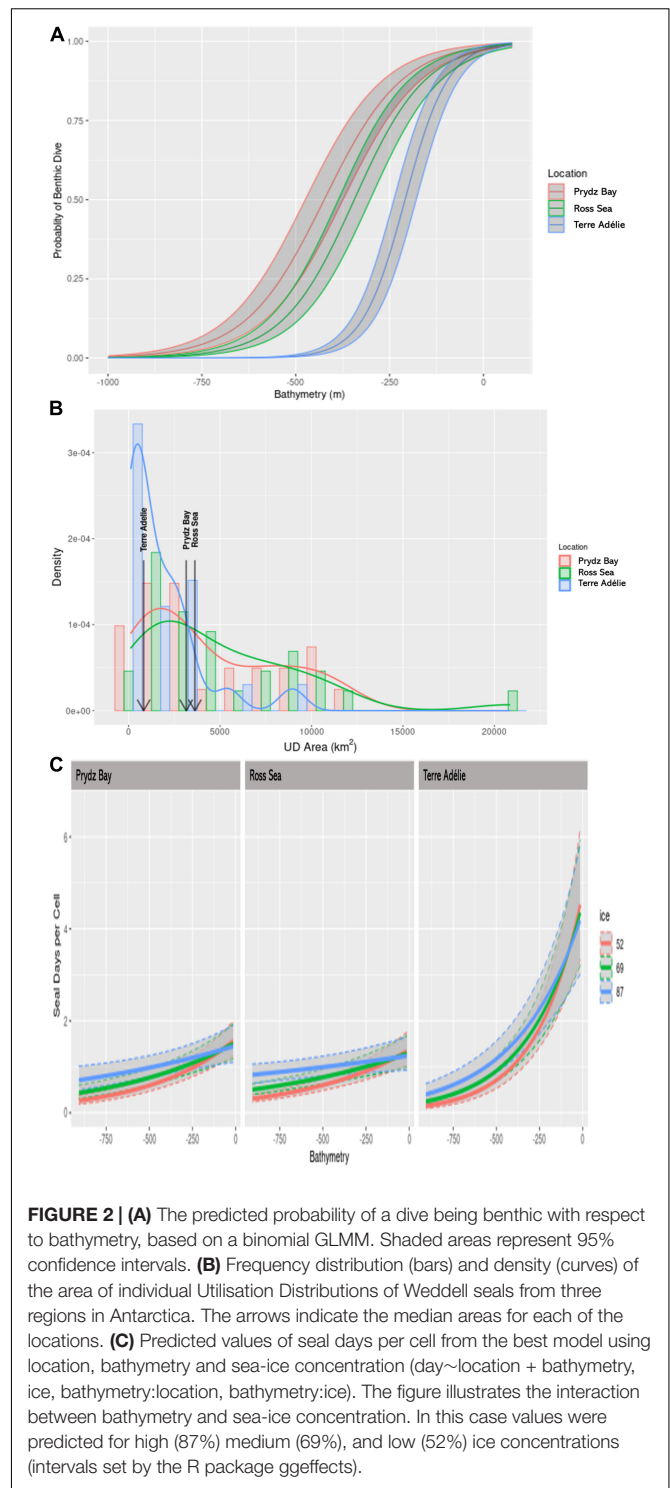 A
1.00
0.75
0.50
0.25
0.00
Probablity of Benthic Dive
-1000
-750
-500
-250
0
Bathymetry (m)
Location
Prydz Bay
Ross Sea
Terre Adélie
B
3e-04
2e-04
1e-04
0e+00
Density
Terre Adelie
Prydz Bay
Ross Sea
0
5000
10000
15000
20000
UD Area (km²)
Location
Prydz Bay
Ross Sea
Terre Adélie
C
Prydz Bay
Ross Sea
Terre Adélie
6
4
2
0
Seal Days per Cell
-750
-500
-250
0
-750
-500
-250
0
-750
-500
-250
0
Bathymetry
ice
52
69
87
FIGURE 2 | (A) The predicted probability of a dive being benthic with respect
to bathymetry, based on a binomial GLMM. Shaded areas represent 95%
confidence intervals. (B) Frequency distribution (bars) and density (curves) of
the area of individual Utilisation Distributions of Weddell seals from three
regions in Antarctica. The arrows indicate the median areas for each of the
locations. (C) Predicted values of seal days per cell from the best model using
location, bathymetry and sea-ice concentration (day~location + bathymetry,
ice, bathymetry:location, bathymetry:ice). The figure illustrates the interaction
between bathymetry and sea-ice concentration. In this case values were
predicted for high (87%) medium (69%), and low (52%) ice concentrations
(intervals set by the R package ggeffects).